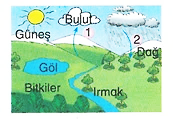 Bulut
Güneş
1
2
Dağ
Göl
Bitkiler
Irmak